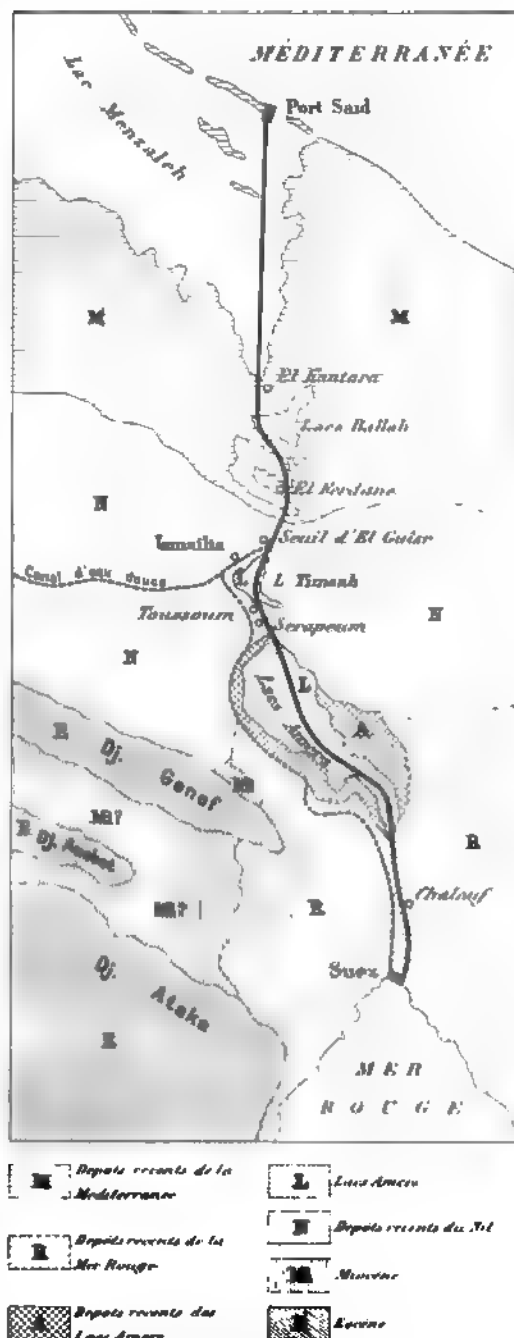 MÉDITERRANÉE
Lac Menzaleh
Port Said
M
M
El Kantara
Lacs Ballah
El Ferdane
N
Ismaïlia
Seuil d'El Guisr
Canal d'eau douce
L
L Timsah
Toussoum
Serapeum
N
N
L
Lacs Amers
A
E
Dj.
Genef
MI
MI?
E
Dj.
R
MI?
R
Chalouf
Dj.
Ataka
Suez
E
MER
ROUGE
M
Dépôts récents de la
Méditerranée
L
Lacs Amers
R
Dépôts récents de la
Mer Rouge
N
Dépôts récents du Nil
MI
Miocène
A
Dépôts récents des
Lacs Amers
E
Eocène